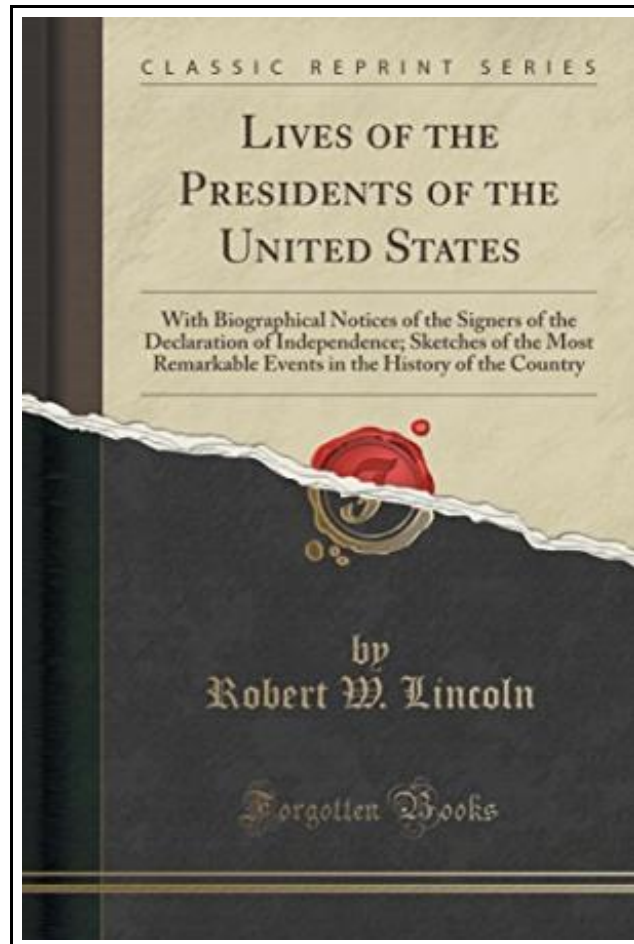 CLASSIC REPRINT SERIES
LIVES OF THE
PRESIDENTS OF THE
UNITED STATES
With Biographical Notices of the Signers of the
Declaration of Independence; Sketches of the Most
Remarkable Events in the History of the Country
by
Robert W. Lincoln
Forgotten Books